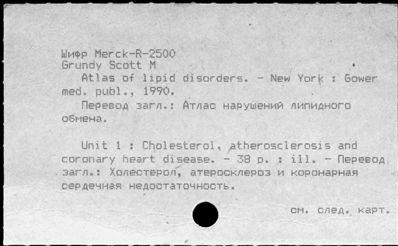 Шифр Merck-R-2500
Grundy Scott M
Atlas of lipid disorders. - New York : Gower
med. publ., 1990.
Перевод загл.: Атлас нарушений липидного
обмена.
Unit 1 : Cholesterol, atherosclerosis and
coronary heart disease. - 38 p. ; ill. - Перевод
загл.: Холестерол, атеросклероз и коронарная
сердечная недостаточность.
см. след. карт.